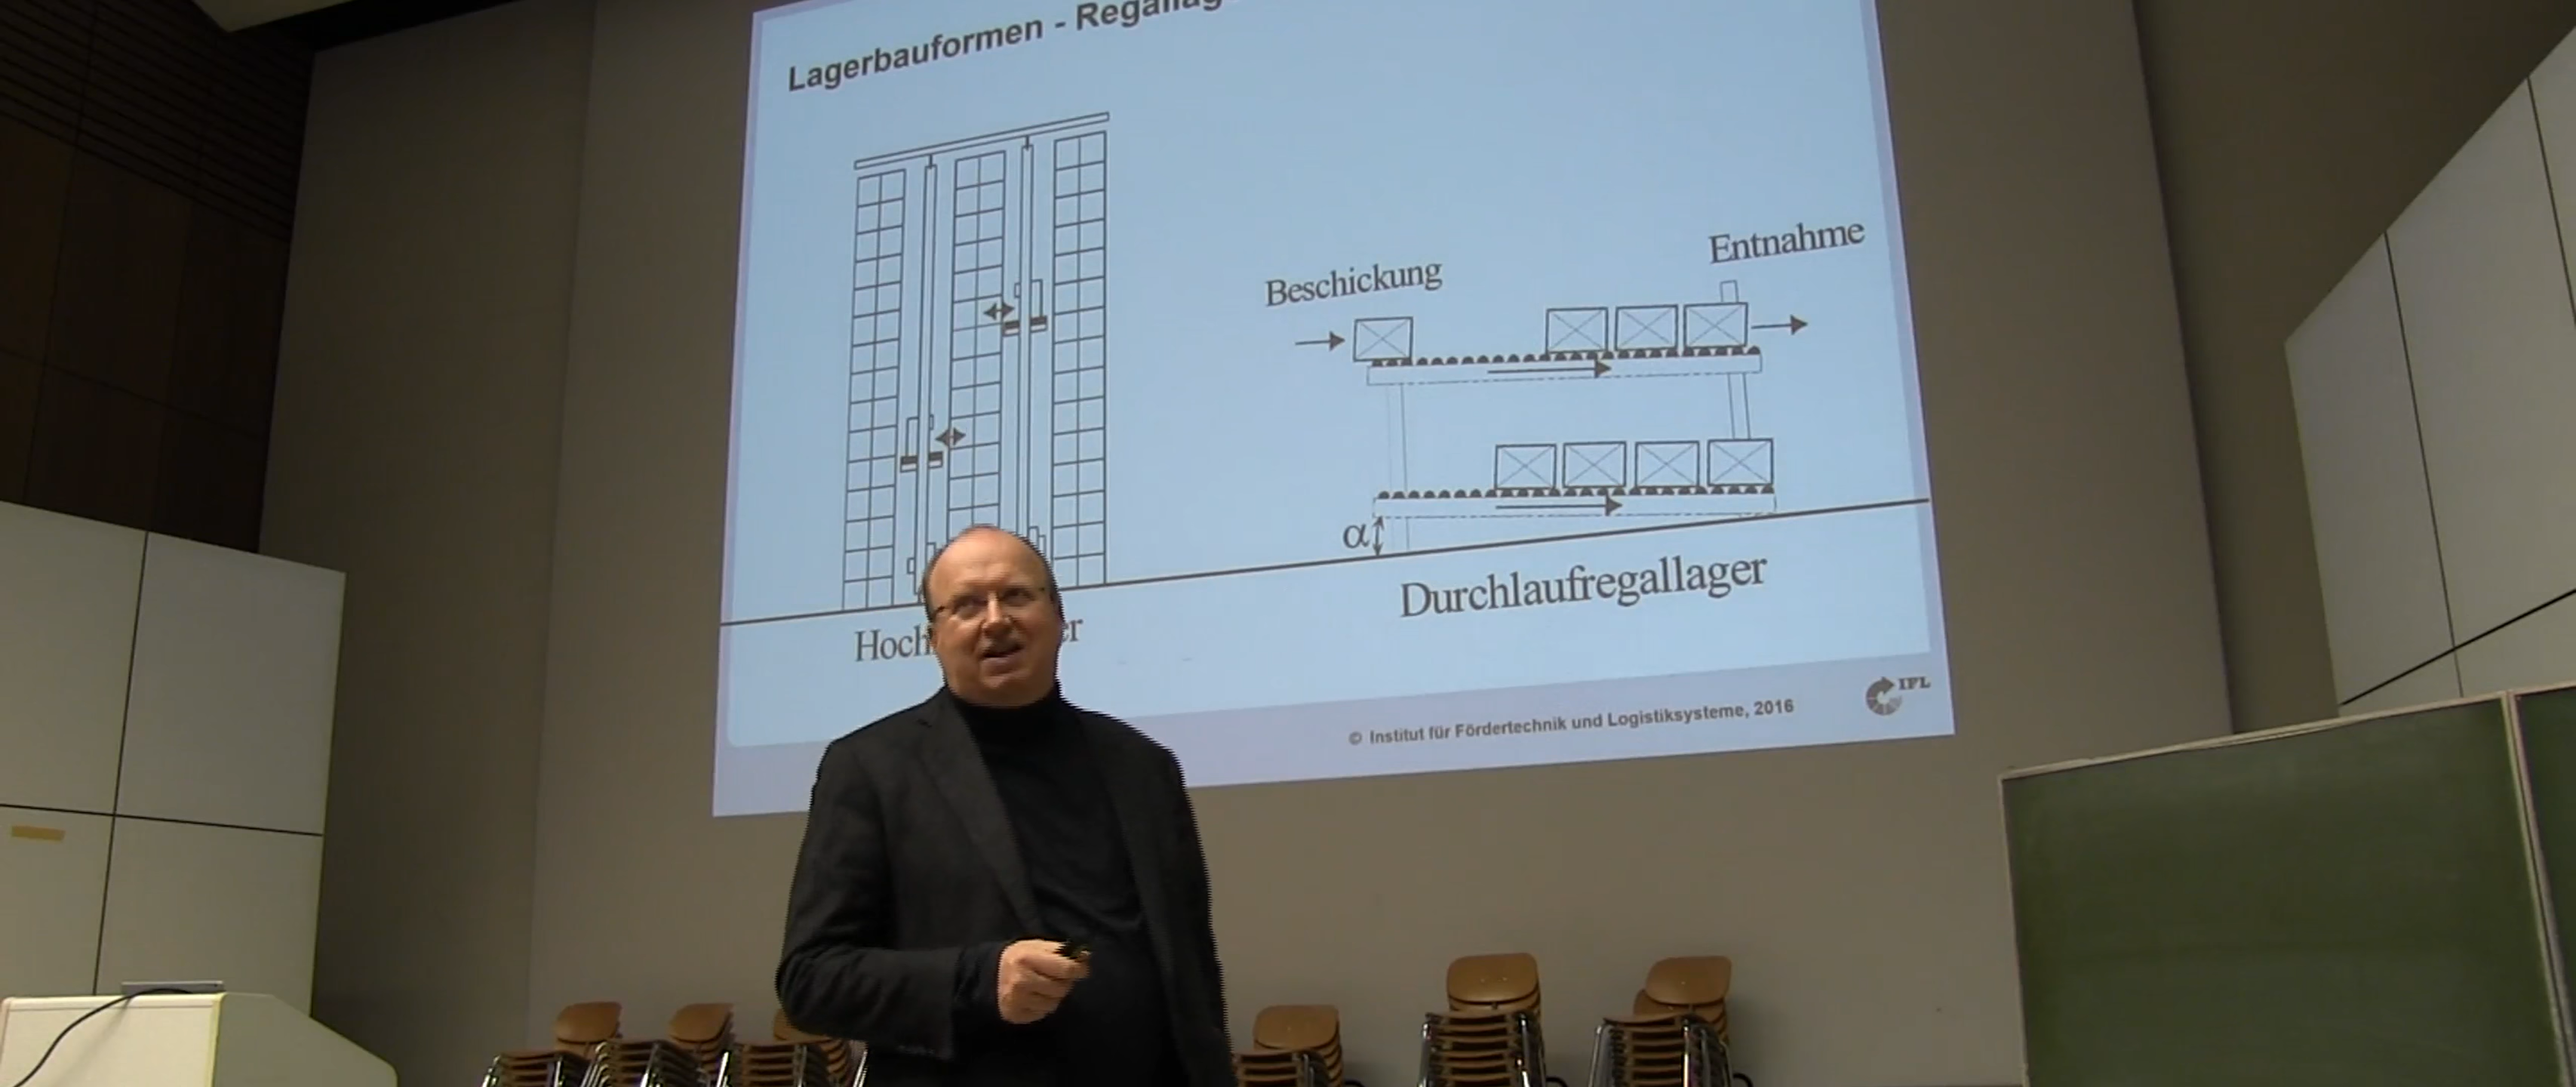 Lagerbauformen - Regallag
Beschickung
Entnahme
α
Durchlaufregallager
Hoch er
© Institut für Fördertechnik und Logistiksysteme, 2016
IFL